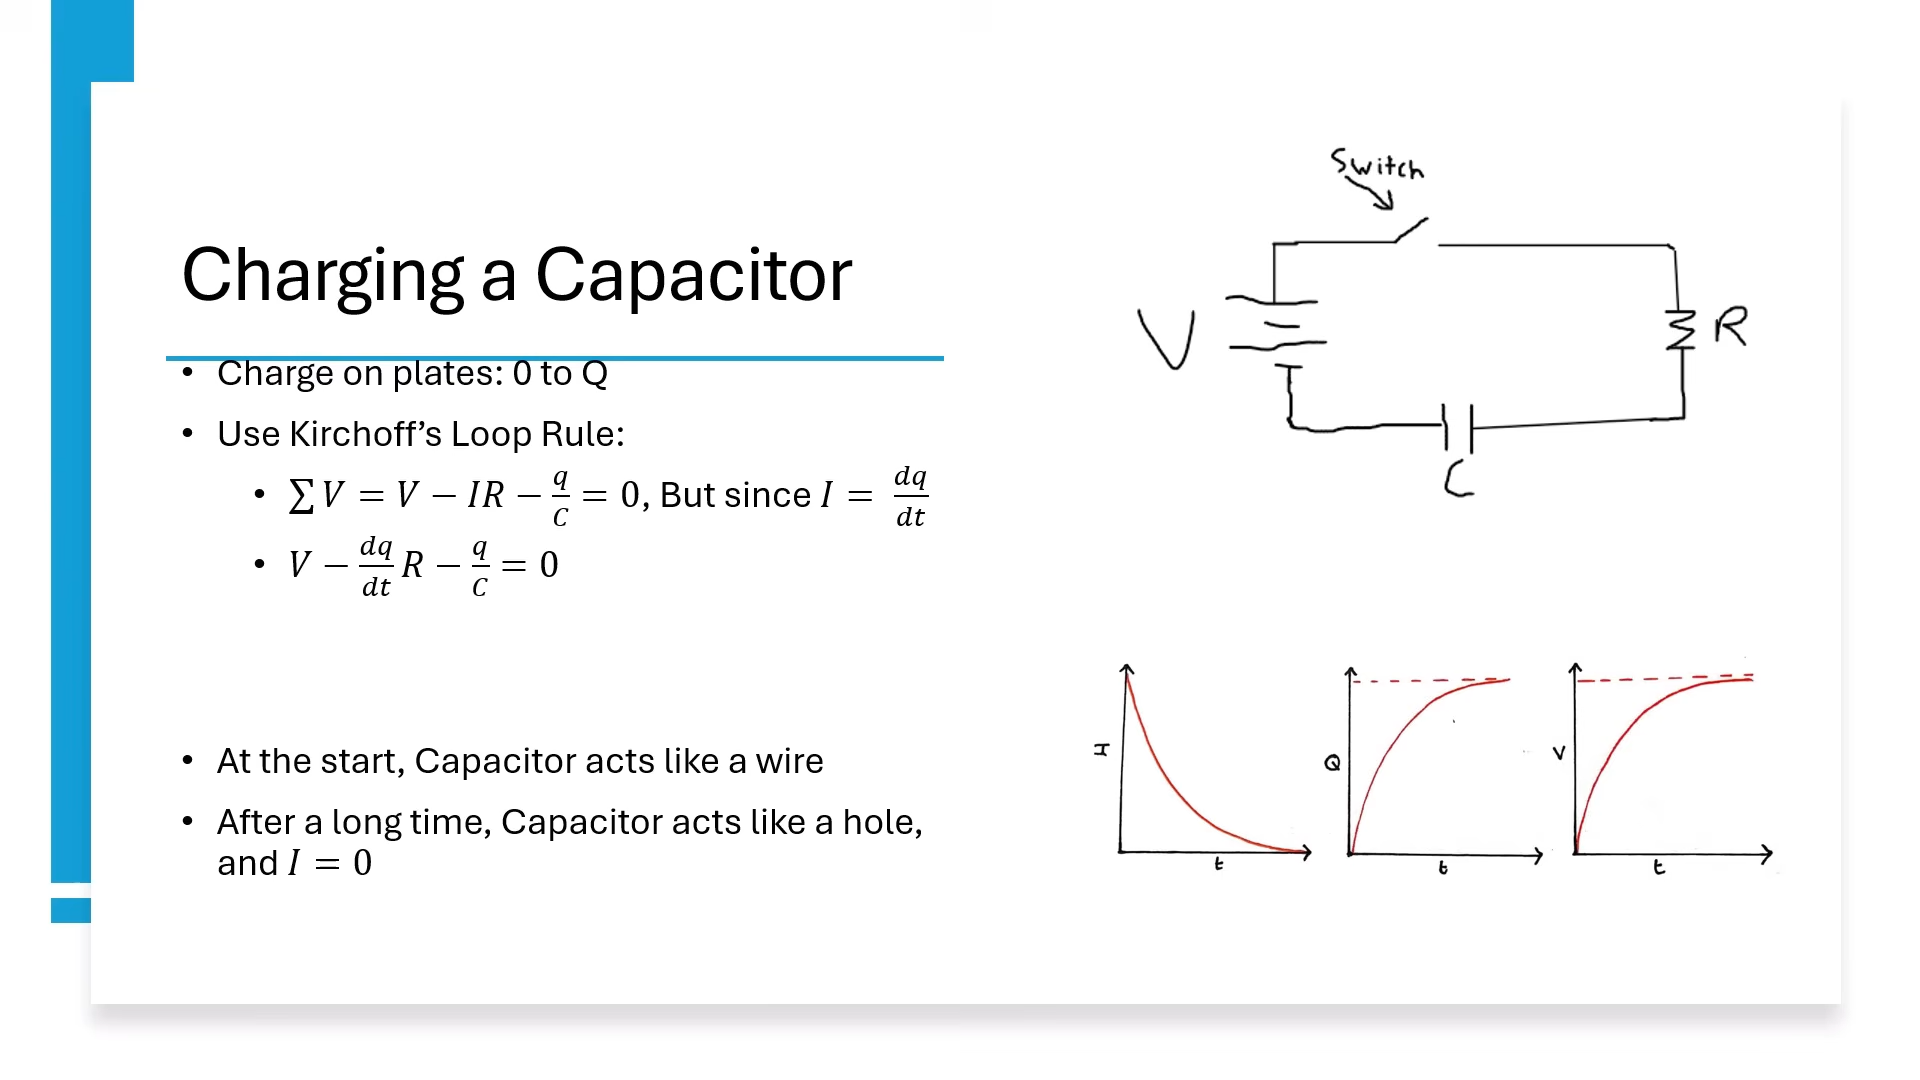 Charging a Capacitor
• Charge on plates: 0 to Q
• Use Kirchoff’s Loop Rule:
• ∑ V = V − IR − q/C = 0, But since I = dq/dt
• V − dq/dt R − q/C = 0
• At the start, Capacitor acts like a wire
• After a long time, Capacitor acts like a hole,
and I = 0
Switch
V
R
C
I
t
Q
t
V
t